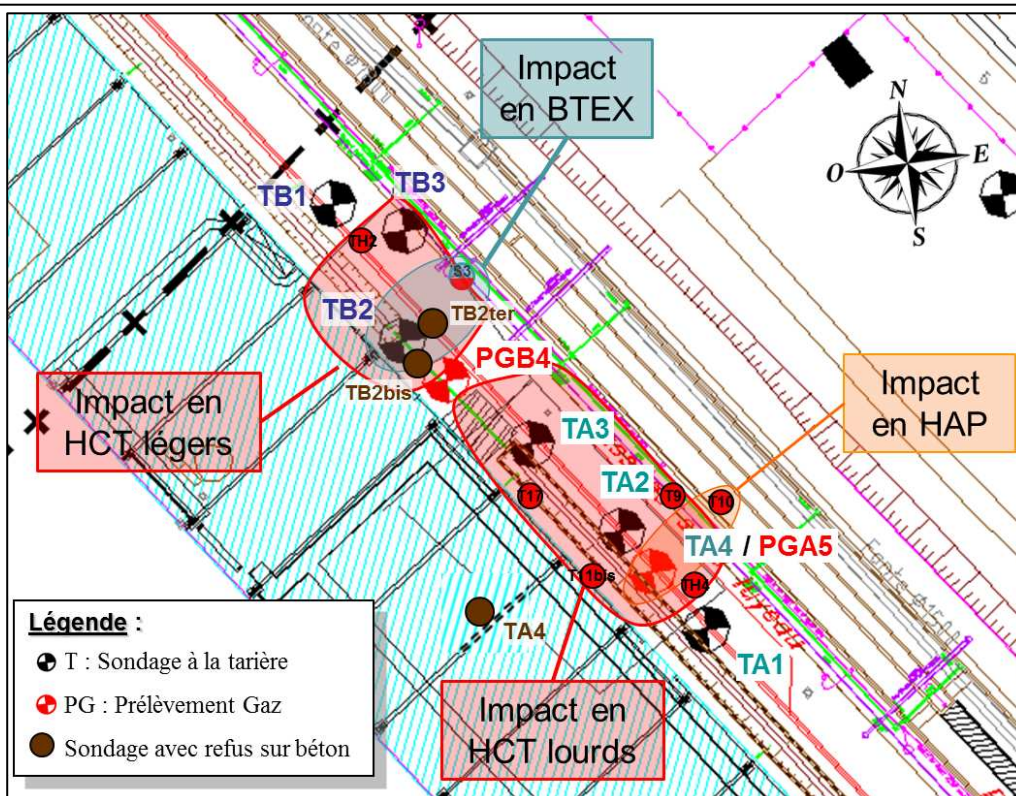 Impact
en BTEX
N
O
E
S
TB1
TB3
TH2
S3
TB2
TB2ter
PGB4
TB2bis
Impact en
HCT légers
Impact
en HAP
TA3
TA2
T9
T10
T17
TA4 / PGA5
T11bis
TH4
TA4
TA1
tuyeau
Impact en
HCT lourds
Légende :
T : Sondage à la tarière
PG : Prélèvement Gaz
Sondage avec refus sur béton